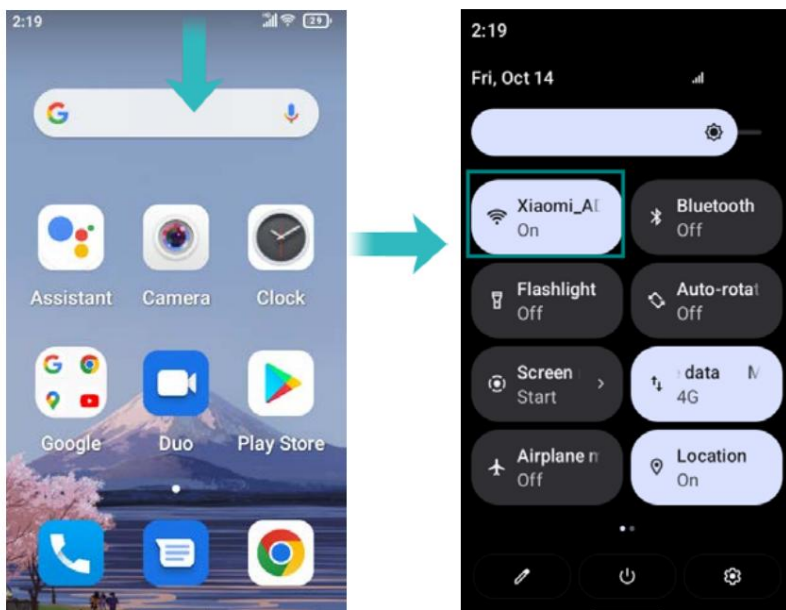 2:19
29
Assistant
Camera
Clock
Google
Duo
Play Store
2:19
Fri, Oct 14
Xiaomi_A
On
Bluetooth
Off
Flashlight
Off
Auto-rotat
Off
Screen
Start
data M
4G
Airplane m
Off
Location
On